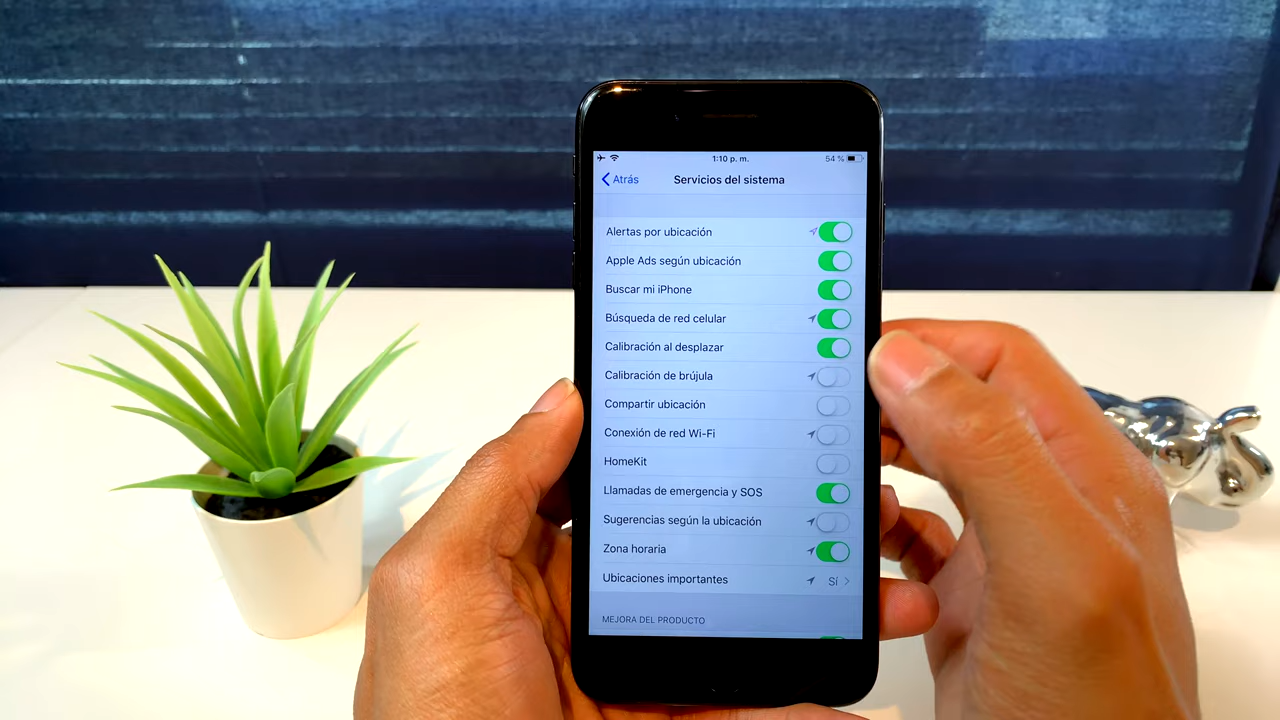 1:10 p. m.
54 %
Atrás
Servicios del sistema
Alertas por ubicación
Apple Ads según ubicación
Buscar mi iPhone
Búsqueda de red celular
Calibración al desplazar
Calibración de brújula
Compartir ubicación
Conexión de red Wi-Fi
HomeKit
Llamadas de emergencia y SOS
Sugerencias según la ubicación
Zona horaria
Ubicaciones importantes Sí
MEJORA DEL PRODUCTO